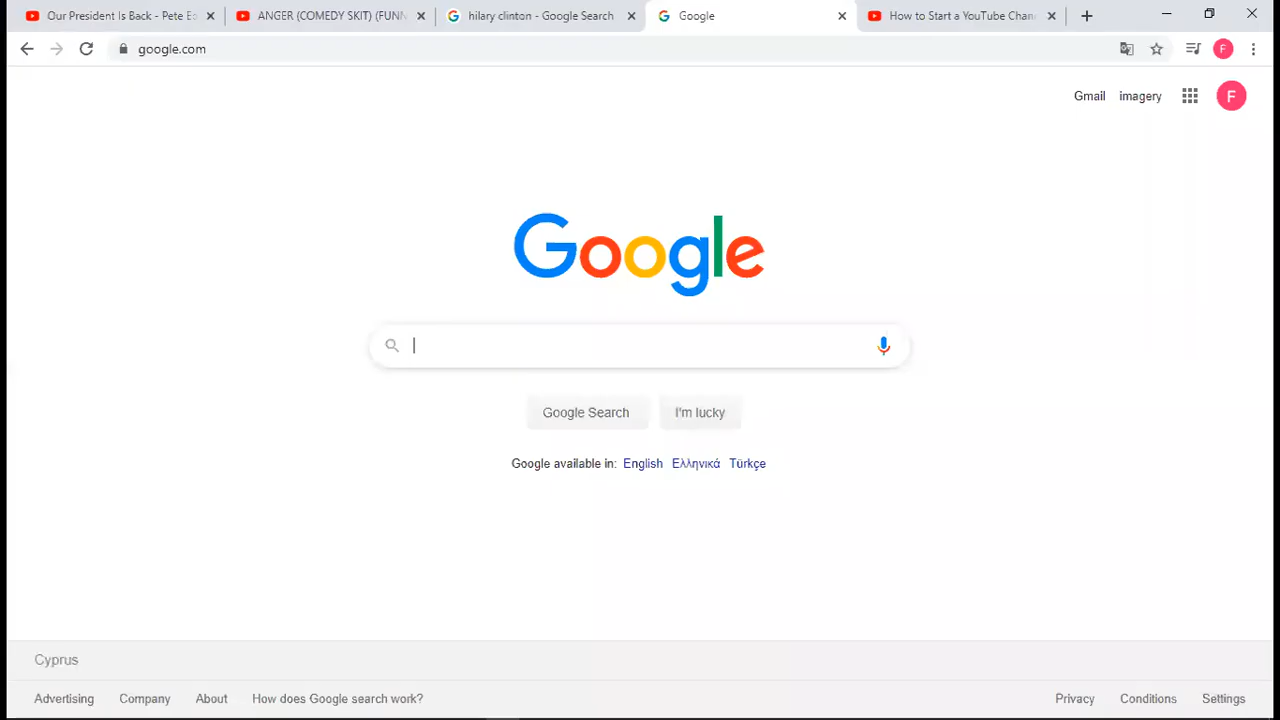 Our President Is Back - Pete Ed
ANGER (COMEDY SKIT) (FUNN
hilary clinton - Google Search
Google
How to Start a YouTube Chan
google.com
F
Gmail
imagery
F
Google
Google Search
I'm lucky
Google available in: English Ελληνικά Türkçe
Cyprus
Advertising
Company
About
How does Google search work?
Privacy
Conditions
Settings